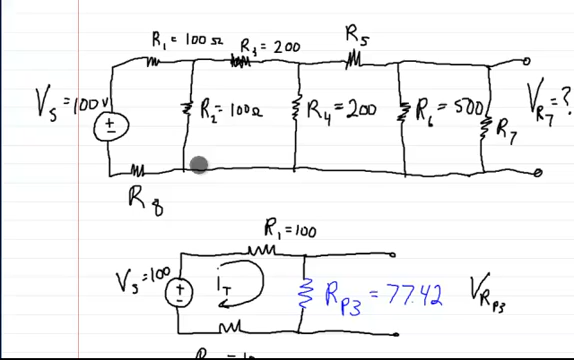 R₁=100Ω R₃=200 R₅
Vₛ=100v R₂=100Ω R₄=200 R₆=500 R₇ V_R₇=?
R₈
R₁=100
Vₛ=100 i_T R_P3=77.42 V_RP3